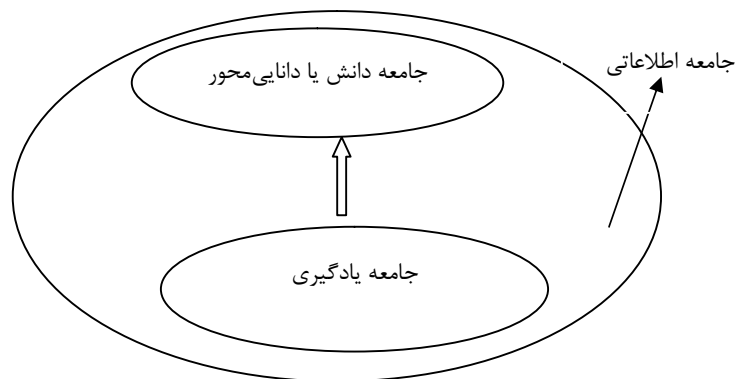 جامعه اطلاعاتی
جامعه دانش یا دانایی‌محور
جامعه یادگیری